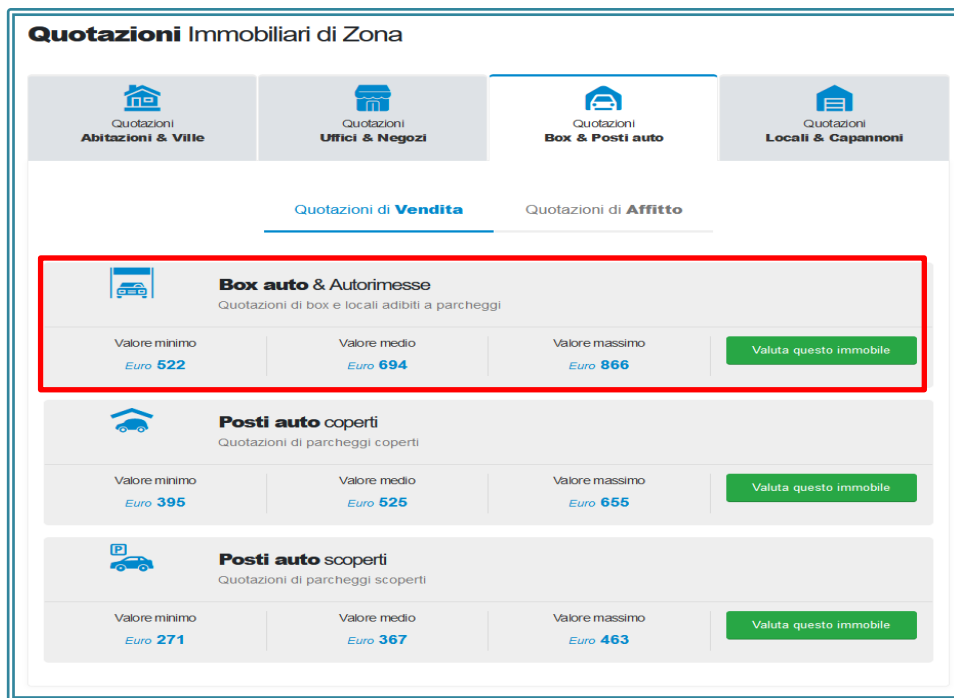 Quotazioni Immobiliari di Zona
Quotazioni
Abitazioni & Ville
Quotazioni
Uffici & Negozi
Quotazioni
Box & Posti auto
Quotazioni
Locali & Capannoni
Quotazioni di Vendita
Quotazioni di Affitto
Box auto & Autorimesse
Quotazioni di box e locali adibiti a parcheggi
Valore minimo
Euro 522
Valore medio
Euro 694
Valore massimo
Euro 866
Valuta questo immobile
Posti auto coperti
Quotazioni di parcheggi coperti
Valore minimo
Euro 395
Valore medio
Euro 525
Valore massimo
Euro 655
Valuta questo immobile
P
Posti auto scoperti
Quotazioni di parcheggi scoperti
Valore minimo
Euro 271
Valore medio
Euro 367
Valore massimo
Euro 463
Valuta questo immobile